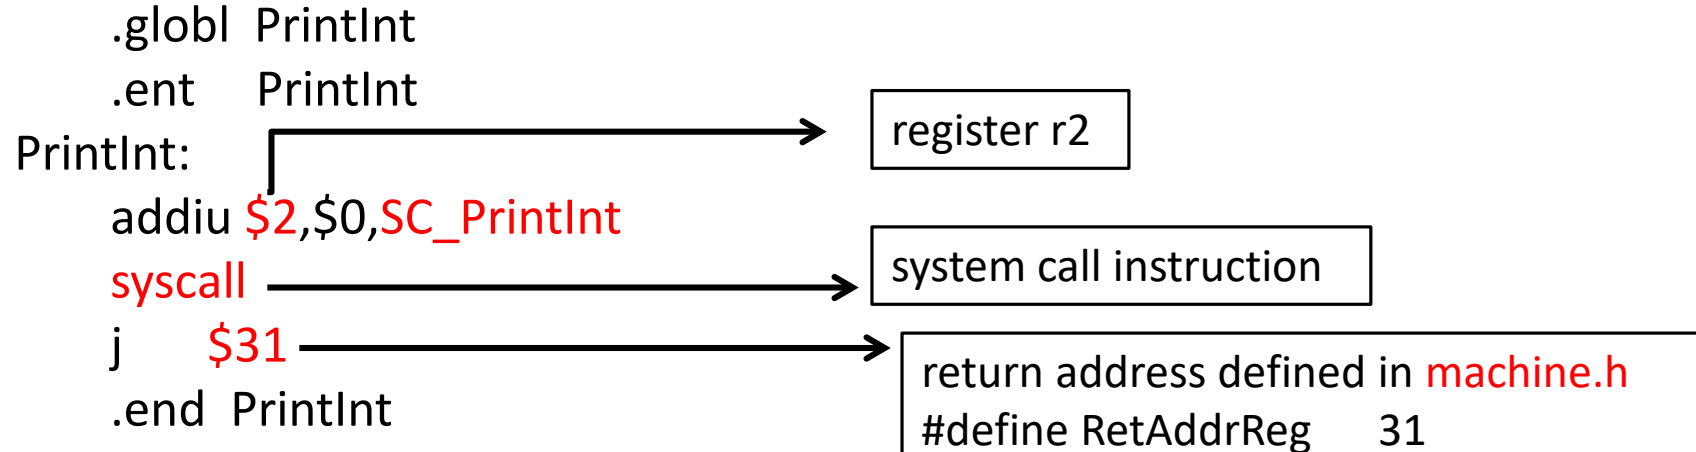 .globl PrintInt
.ent PrintInt
PrintInt:
addiu $2,$0,SC_PrintInt
syscall
j $31
.end PrintInt
register r2
system call instruction
return address defined in machine.h
#define RetAddrReg 31